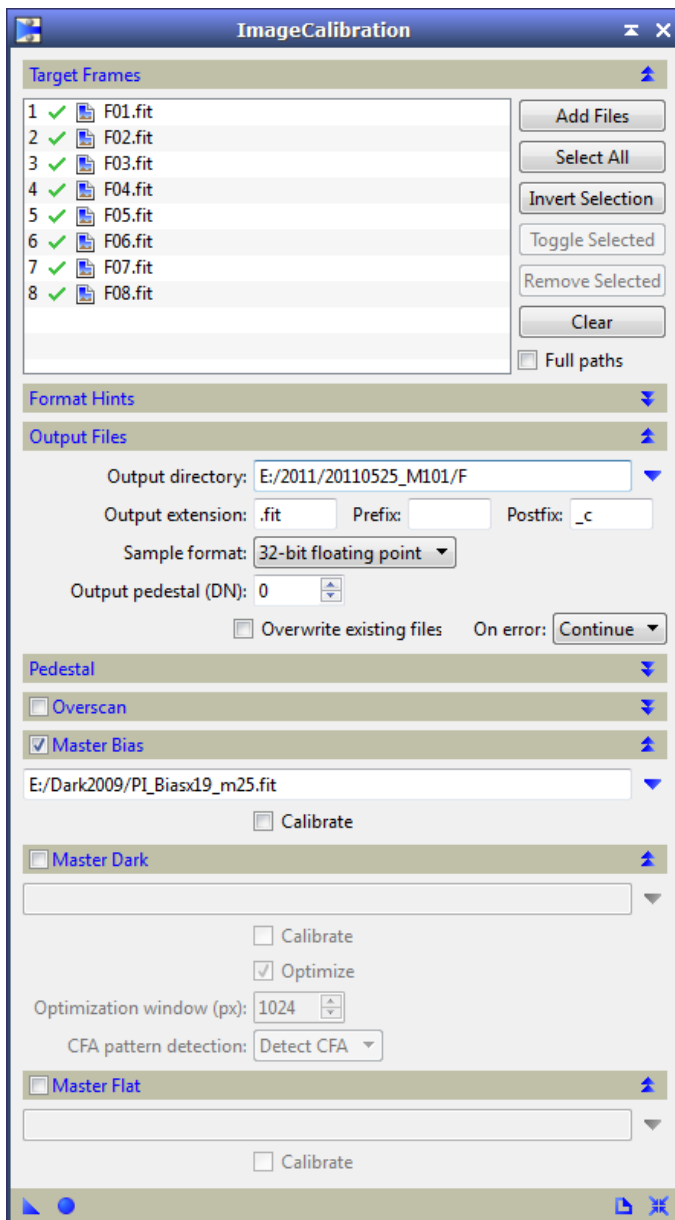 ImageCalibration
Target Frames
1 F01.fit
2 F02.fit
3 F03.fit
4 F04.fit
5 F05.fit
6 F06.fit
7 F07.fit
8 F08.fit
Add Files
Select All
Invert Selection
Toggle Selected
Remove Selected
Clear
Full paths
Format Hints
Output Files
Output directory: E:/2011/20110525_M101/F
Output extension: .fit Prefix: Postfix: _c
Sample format: 32-bit floating point
Output pedestal (DN): 0
Overwrite existing files On error: Continue
Pedestal
Overscan
Master Bias
E:/Dark2009/PI_Biasx19_m25.fit
Calibrate
Master Dark
Calibrate
Optimize
Optimization window (px): 1024
CFA pattern detection: Detect CFA
Master Flat
Calibrate